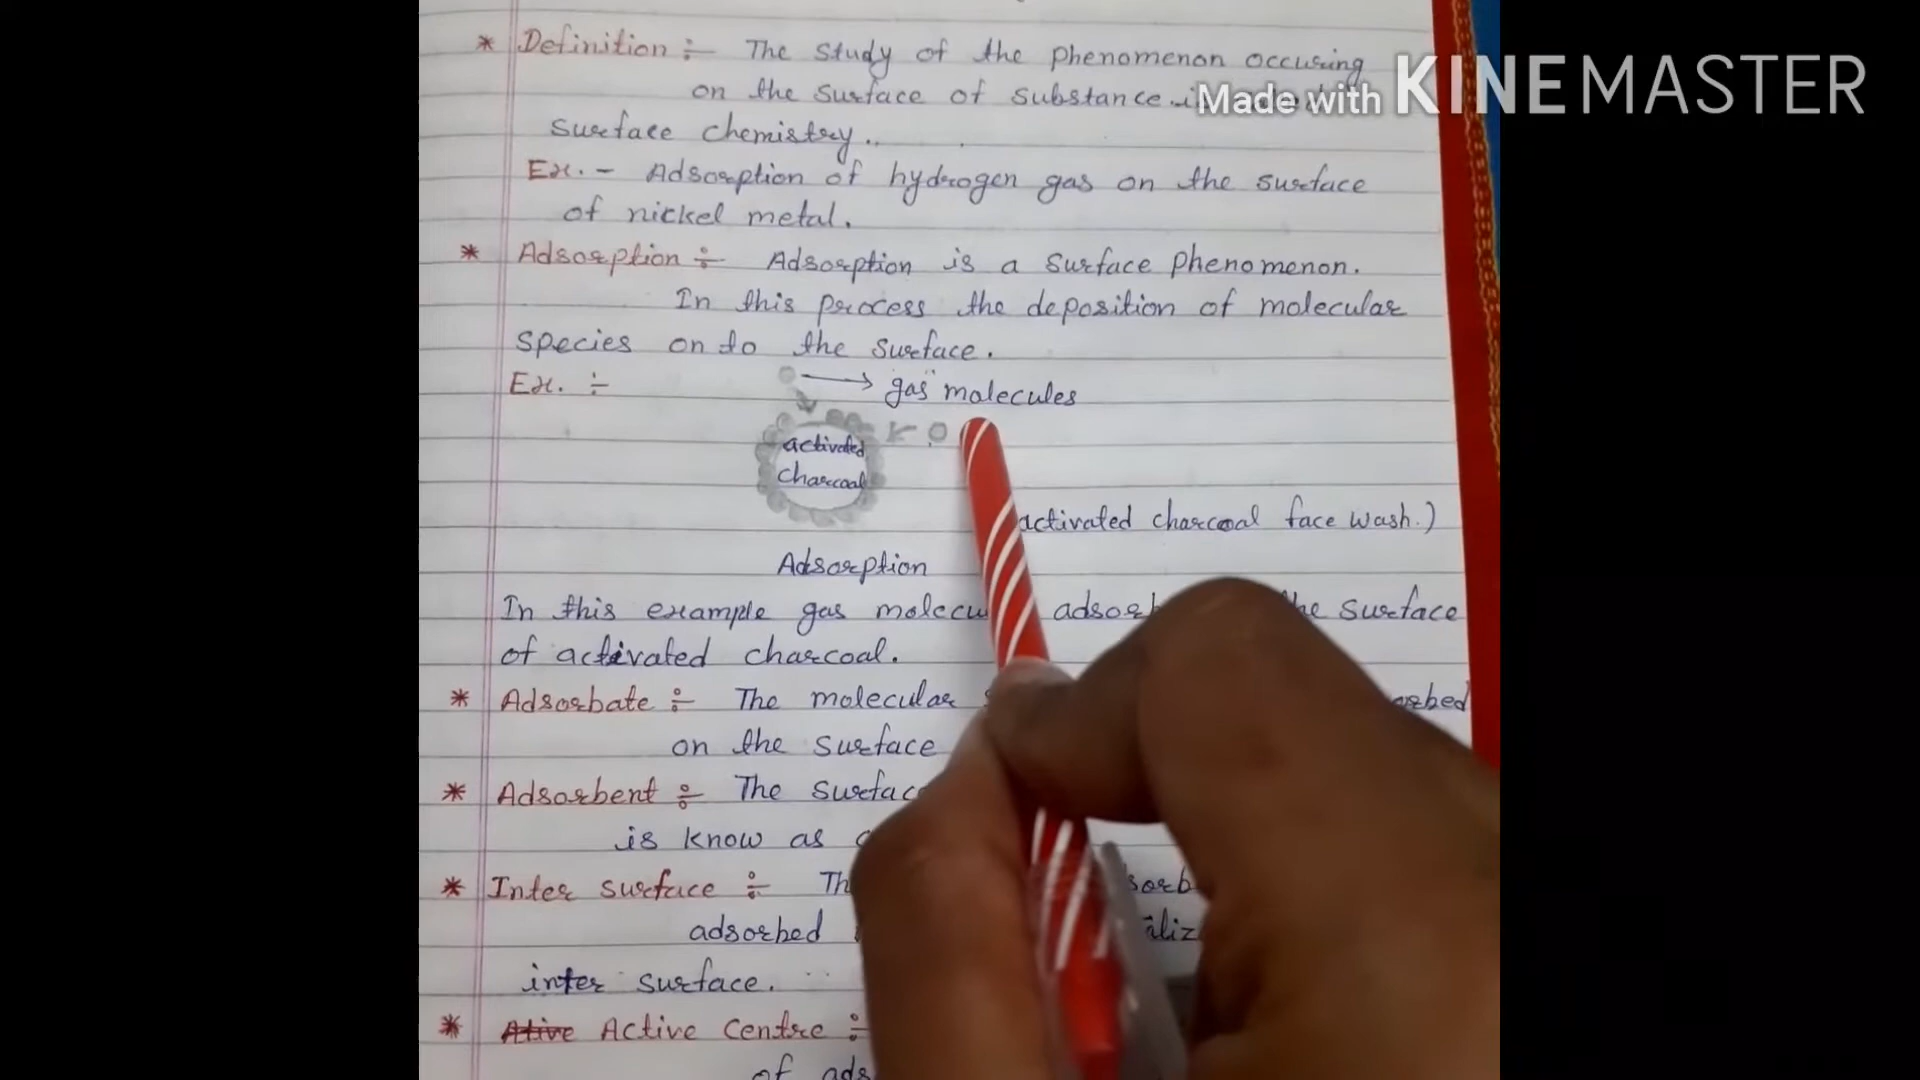 * Definition :- The study of the phenomenon occuring
Made with KINEMASTER
on the surface of substance
surface chemistry..
Ex. - Adsorption of hydrogen gas on the surface
of nickel metal.
* Adsorption :- Adsorption is a surface phenomenon.
In this process the deposition of molecular
species on to the surface.
Ex. :-
gas molecules
activated
charcoal
activated charcoal face wash.)
Adsorption
In this example gas the surface
of activated charcoal.
* Adsorbate :- The molecular
on the surface
* Adsorbent :- The
is know as
* Inter surface :-
adsorbed
inter surface.
* Active Centre :-
of